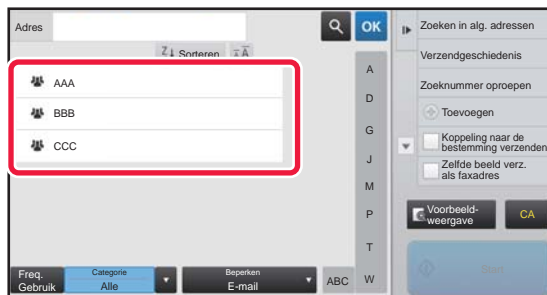 Adres
OK
Z Sorteren A A
AAA
BBB
CCC
A
D
G
J
M
P
T
W
Freq.
Gebruik
Categorie
Alle
Beperken
E-mail
ABC
Zoeken in alg. adressen
Verzendgeschiedenis
Zoeknummer oproepen
Toevoegen
Koppeling naar de
bestemming verzenden
Zelfde beeld verz.
als faxadres
Voorbeeld-
weergave
CA
Start